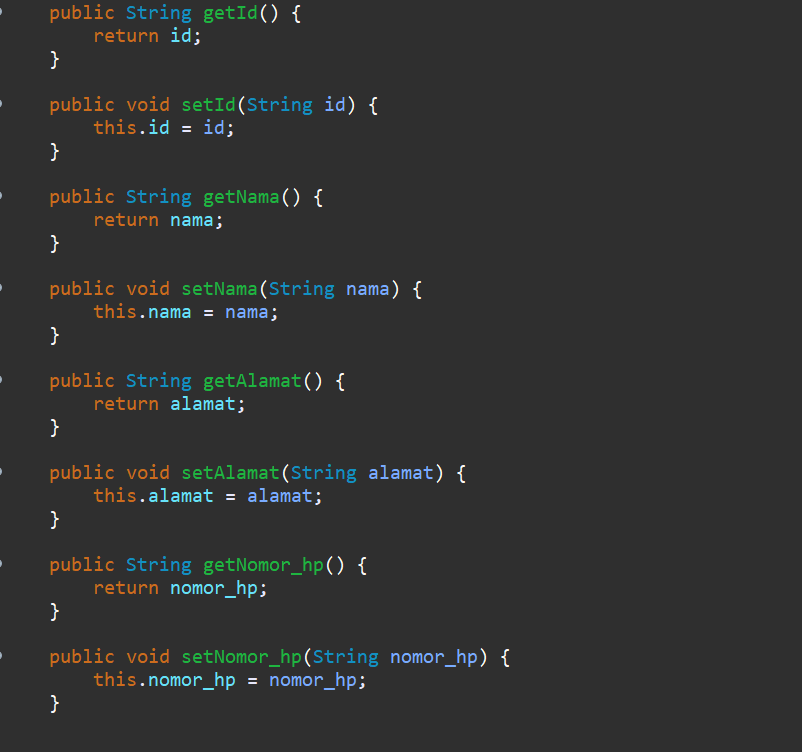 public String getId() {
return id;
}
public void setId(String id) {
this.id = id;
}
public String getNama() {
return nama;
}
public void setNama(String nama) {
this.nama = nama;
}
public String getAlamat() {
return alamat;
}
public void setAlamat(String alamat) {
this.alamat = alamat;
}
public String getNomor_hp() {
return nomor_hp;
}
public void setNomor_hp(String nomor_hp) {
this.nomor_hp = nomor_hp;
}